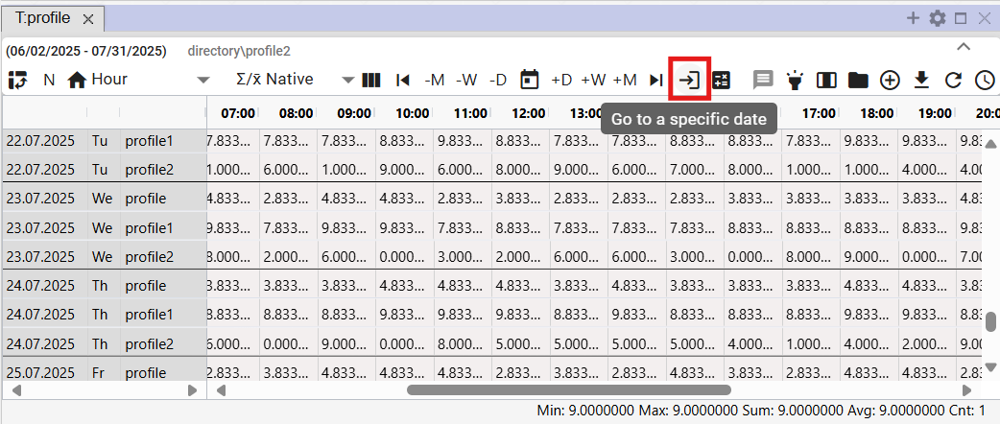 T:profile
(06/02/2025 - 07/31/2025) directory\profile2
N Hour Σ/x̄ Native -M -W -D +D +W +M
07:00 08:00 09:00 10:00 11:00 12:00 13:00 17:00 18:00 19:00 20:0
Go to a specific date
22.07.2025 Tu profile1 7.833... 7.833... 7.833... 8.833... 9.833... 8.833... 7.833... 7.833... 8.833... 8.833... 7.833... 9.833... 9.833... 9.83
22.07.2025 Tu profile2 1.000... 6.000... 1.000... 9.000... 6.000... 8.000... 9.000... 6.000... 7.000... 8.000... 1.000... 1.000... 4.000... 4.00
23.07.2025 We profile 4.833... 2.833... 4.833... 4.833... 2.833... 3.833... 2.833... 2.833... 2.833... 3.833... 3.833... 3.833... 3.833... 4.83
23.07.2025 We profile1 9.833... 7.833... 9.833... 9.833... 7.833... 8.833... 7.833... 7.833... 7.833... 8.833... 8.833... 8.833... 8.833... 9.83
23.07.2025 We profile2 8.000... 2.000... 6.000... 0.000... 3.000... 2.000... 6.000... 6.000... 3.000... 0.000... 8.000... 9.000... 0.000... 7.00
24.07.2025 Th profile 3.833... 3.833... 3.833... 4.833... 4.833... 4.833... 3.833... 4.833... 3.833... 3.833... 3.833... 4.833... 4.833... 3.83
24.07.2025 Th profile1 8.833... 8.833... 8.833... 9.833... 9.833... 9.833... 8.833... 9.833... 8.833... 8.833... 8.833... 9.833... 9.833... 8.83
24.07.2025 Th profile2 6.000... 0.000... 9.000... 0.000... 8.000... 5.000... 5.000... 5.000... 5.000... 4.000... 1.000... 4.000... 2.000... 9.00
25.07.2025 Fr profile 2.833... 3.833... 4.833... 4.833... 2.833... 3.833... 3.833... 2.833... 4.833... 3.833... 2.833... 4.833... 4.833... 2.83
Min: 9.0000000 Max: 9.0000000 Sum: 9.0000000 Avg: 9.0000000 Cnt: 1